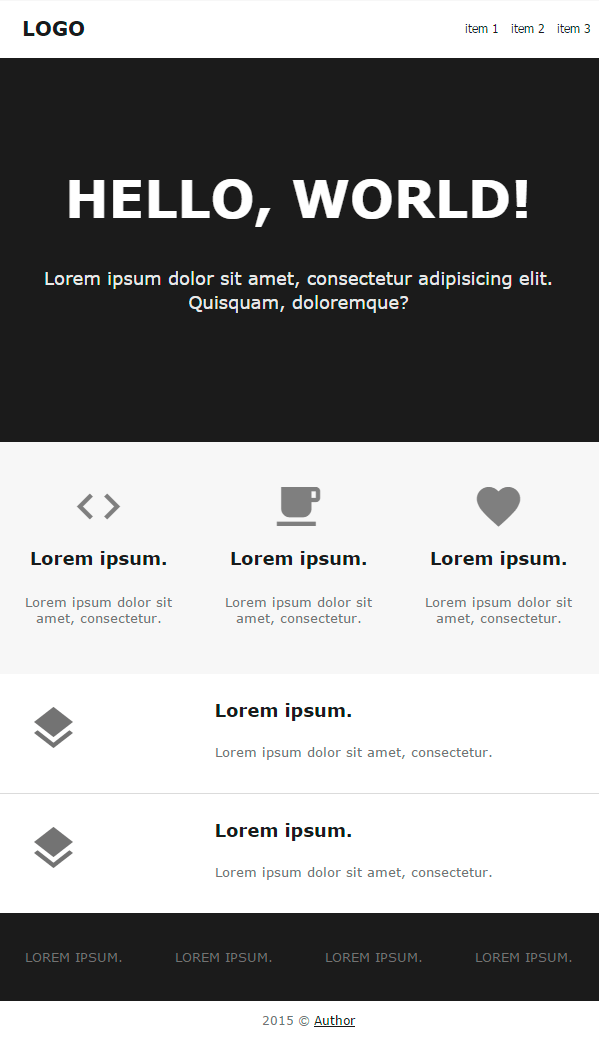 LOGO
item 1 item 2 item 3
HELLO, WORLD!
Lorem ipsum dolor sit amet, consectetur adipisicing elit.
Quisquam, doloremque?
Lorem ipsum.
Lorem ipsum dolor sit
amet, consectetur.
Lorem ipsum.
Lorem ipsum dolor sit
amet, consectetur.
Lorem ipsum.
Lorem ipsum dolor sit
amet, consectetur.
Lorem ipsum.
Lorem ipsum dolor sit amet, consectetur.
Lorem ipsum.
Lorem ipsum dolor sit amet, consectetur.
LOREM IPSUM. LOREM IPSUM. LOREM IPSUM. LOREM IPSUM.
2015 © Author